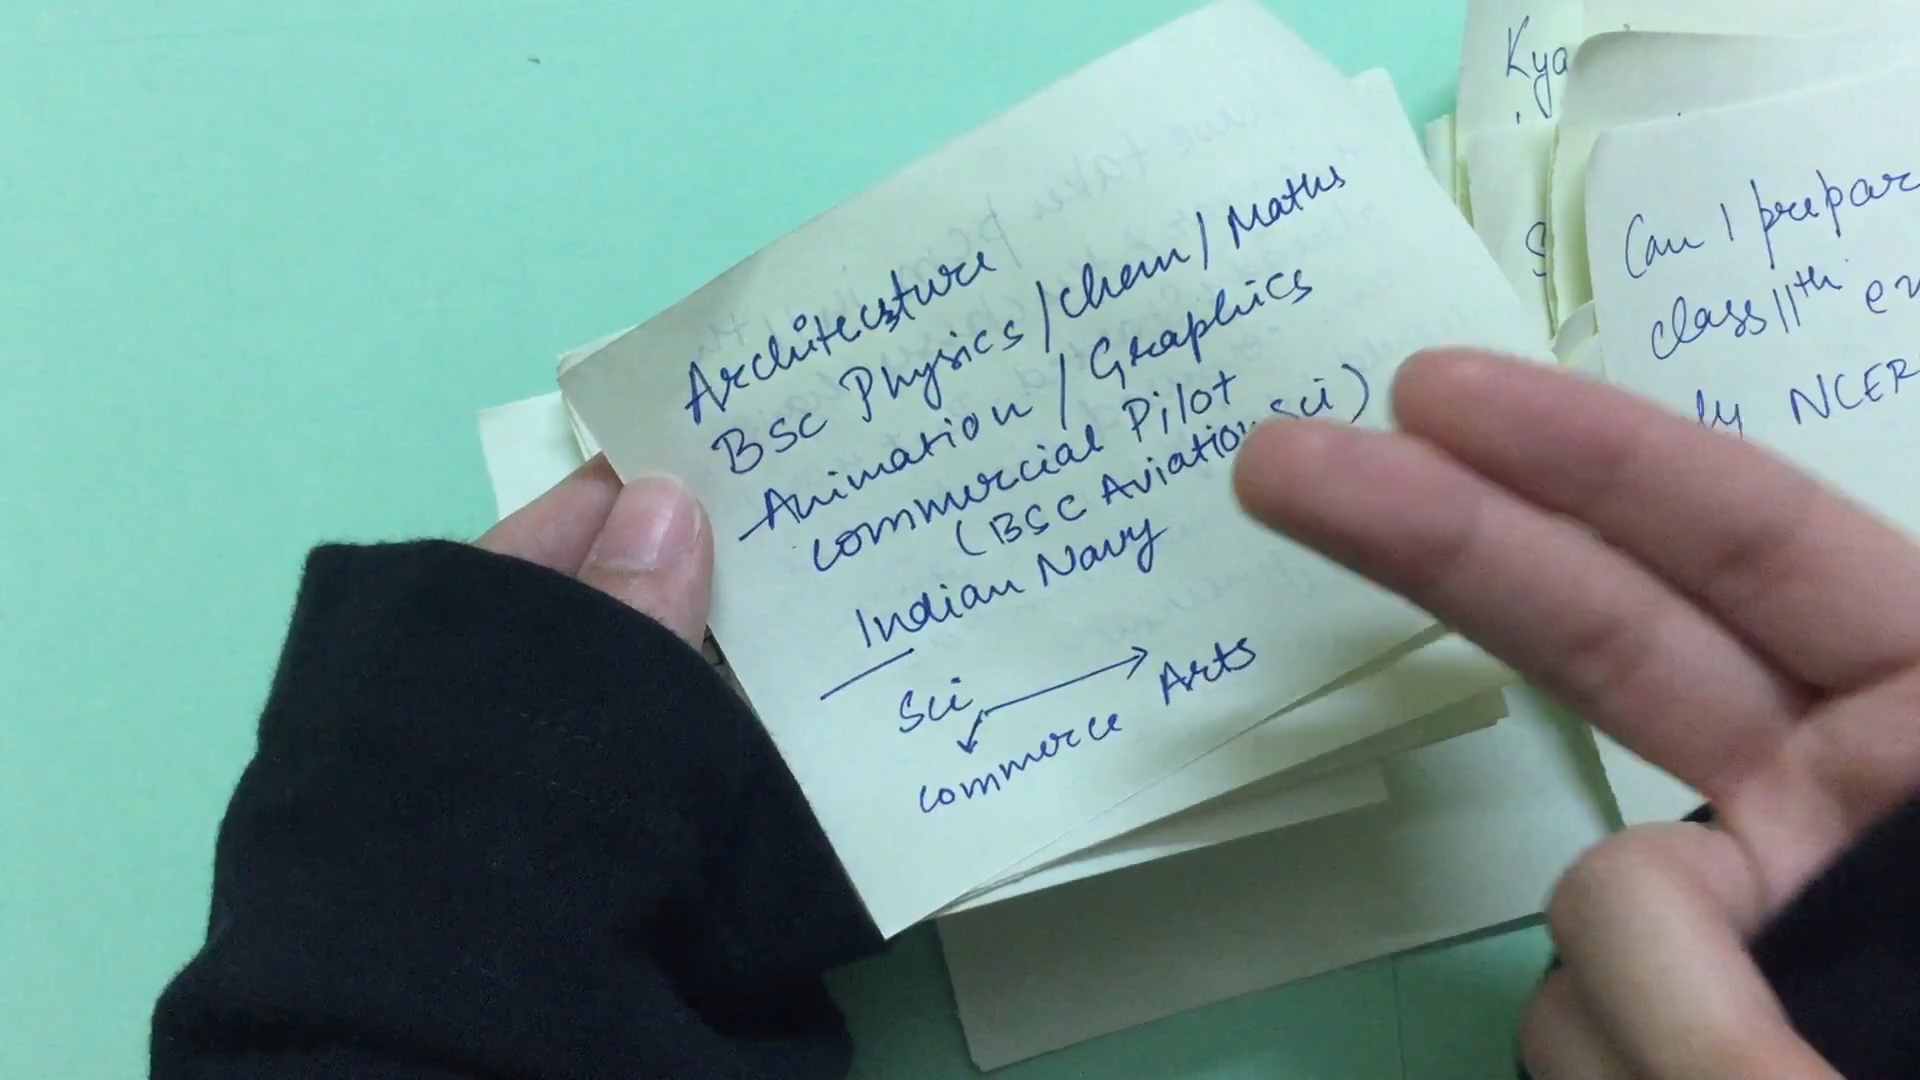 Architecture
BSC Physics / Chem / Maths
Animation / Graphics
Commercial Pilot
(BSC Aviation Sci)
Indian Navy
Sci → Arts
Commerce
Kya
S
Can I prepar
class 11th
NCER